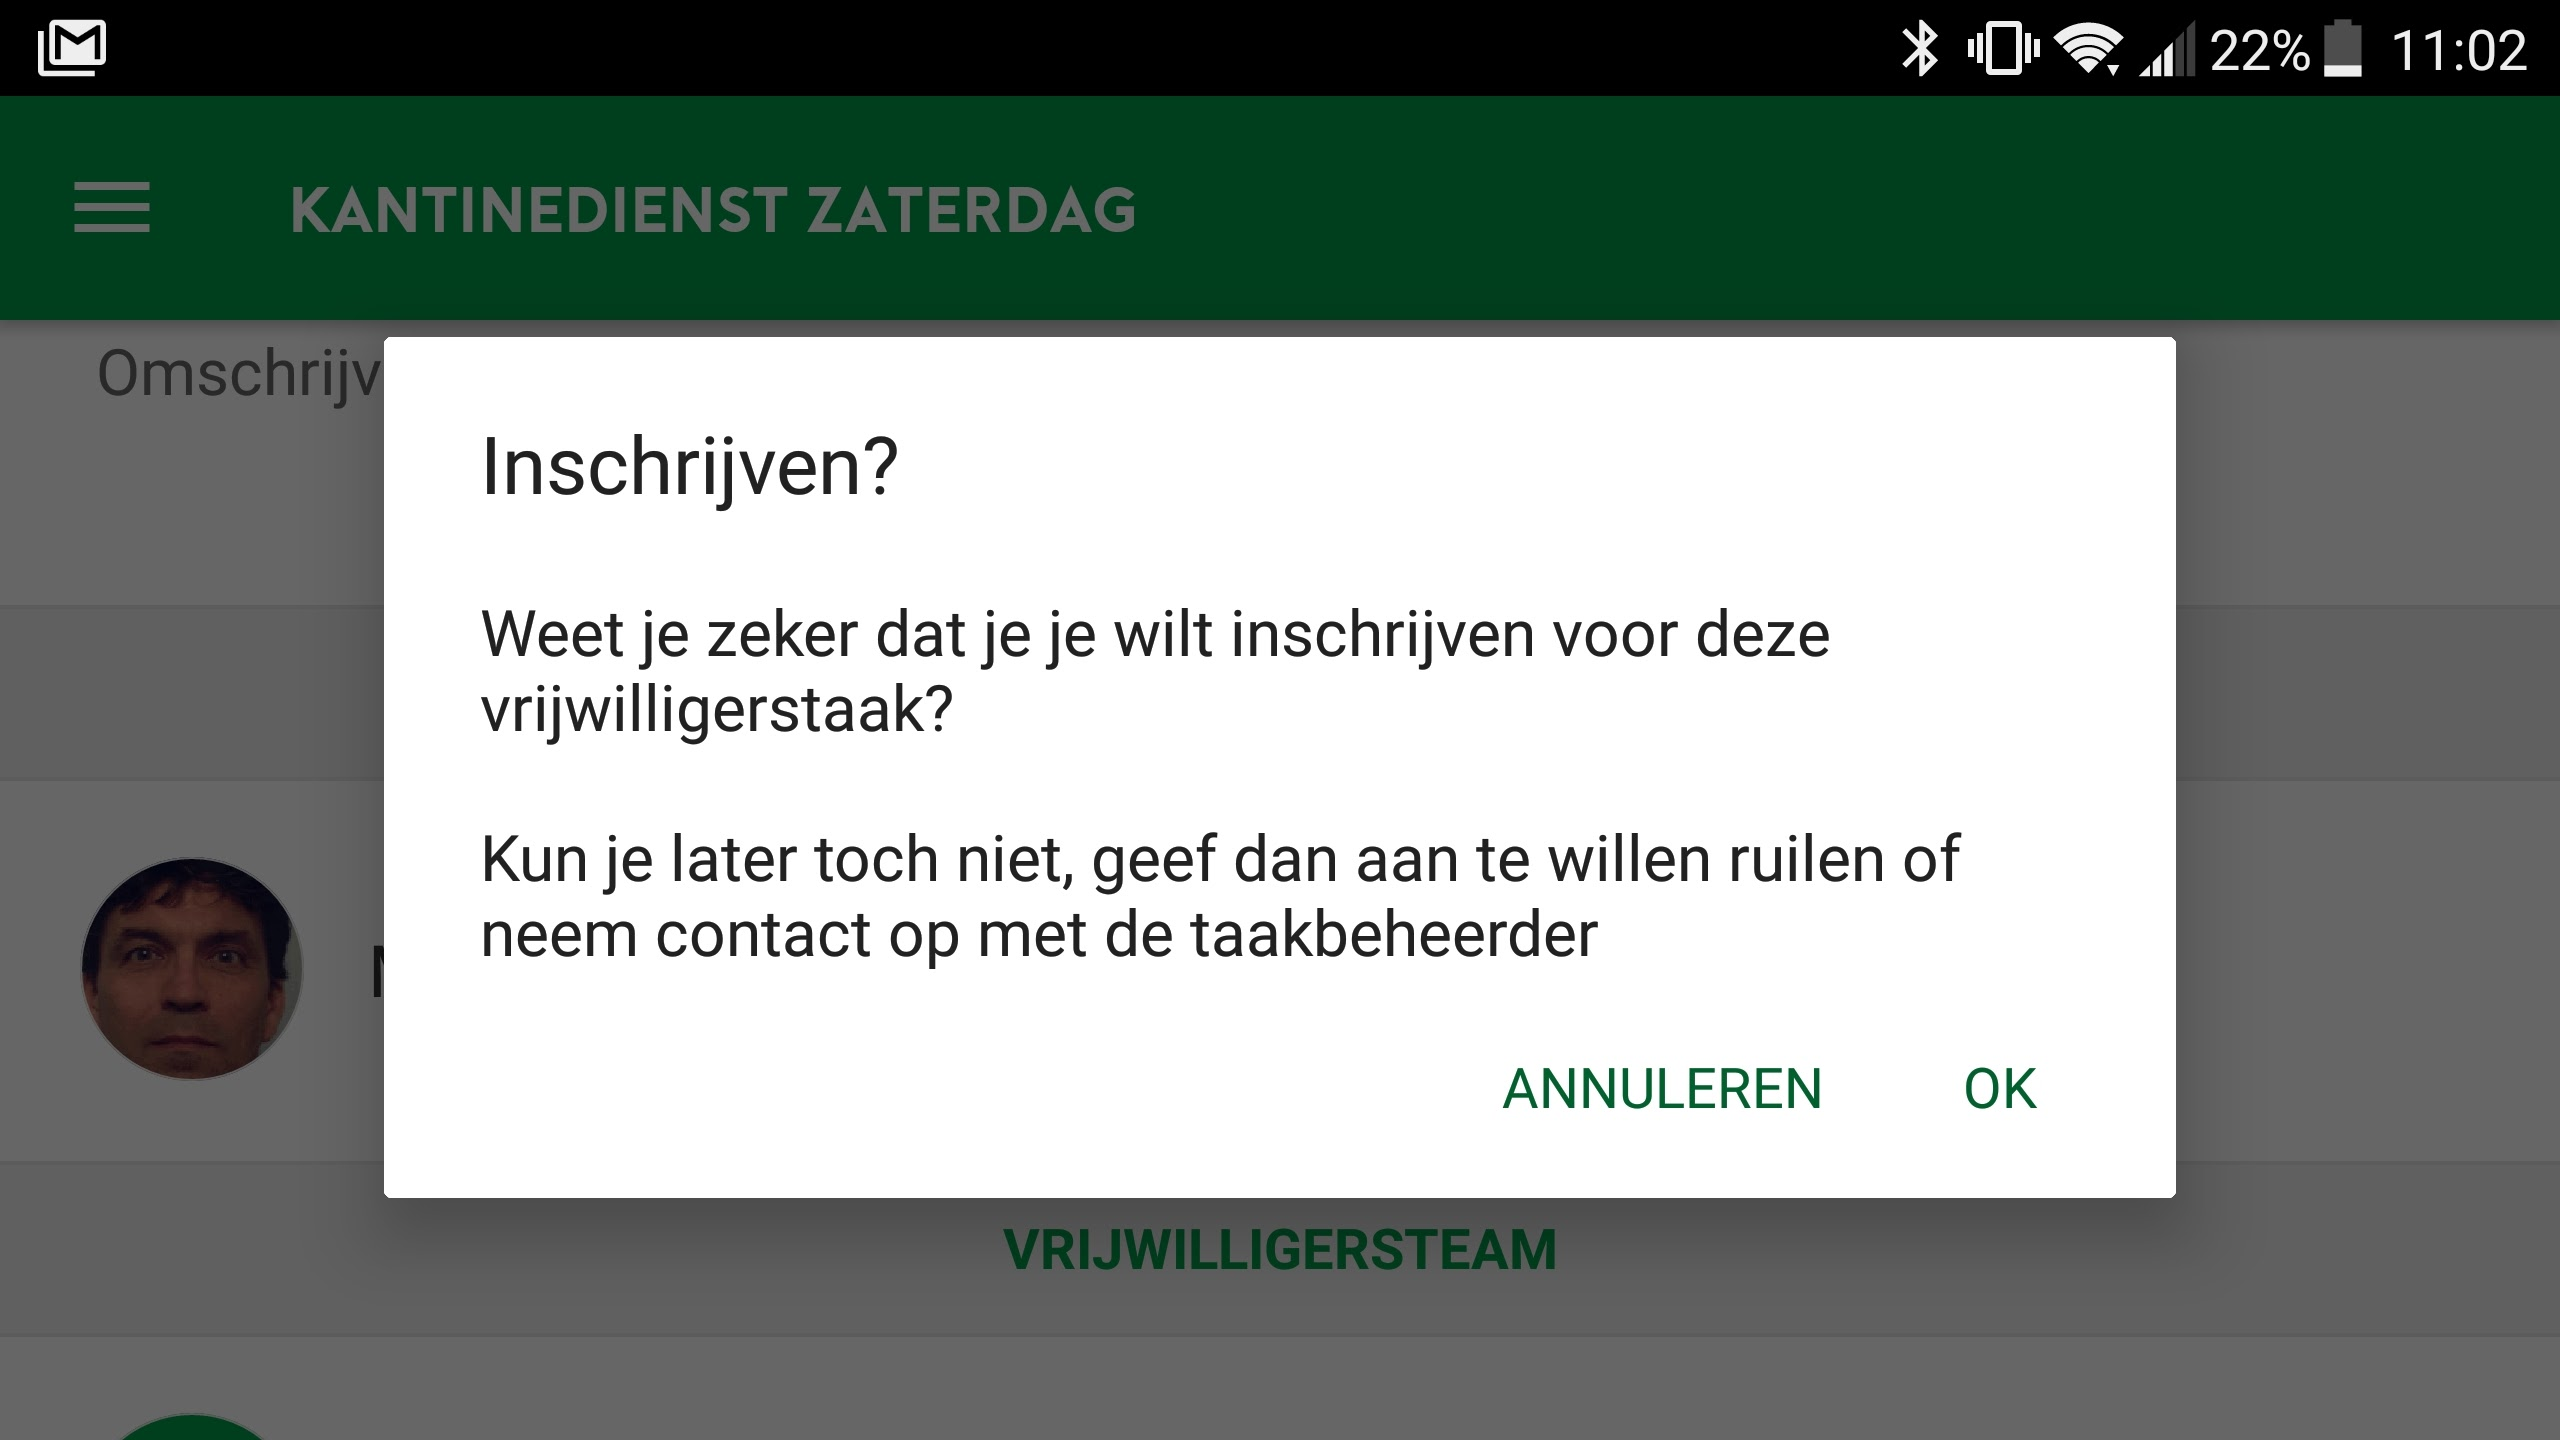 22% 11:02
KANTINEDIENST ZATERDAG
Inschrijven?
Weet je zeker dat je je wilt inschrijven voor deze
vrijwilligerstaak?
Kun je later toch niet, geef dan aan te willen ruilen of
neem contact op met de taakbeheerder
ANNULEREN OK
VRIJWILLIGERSTEAM